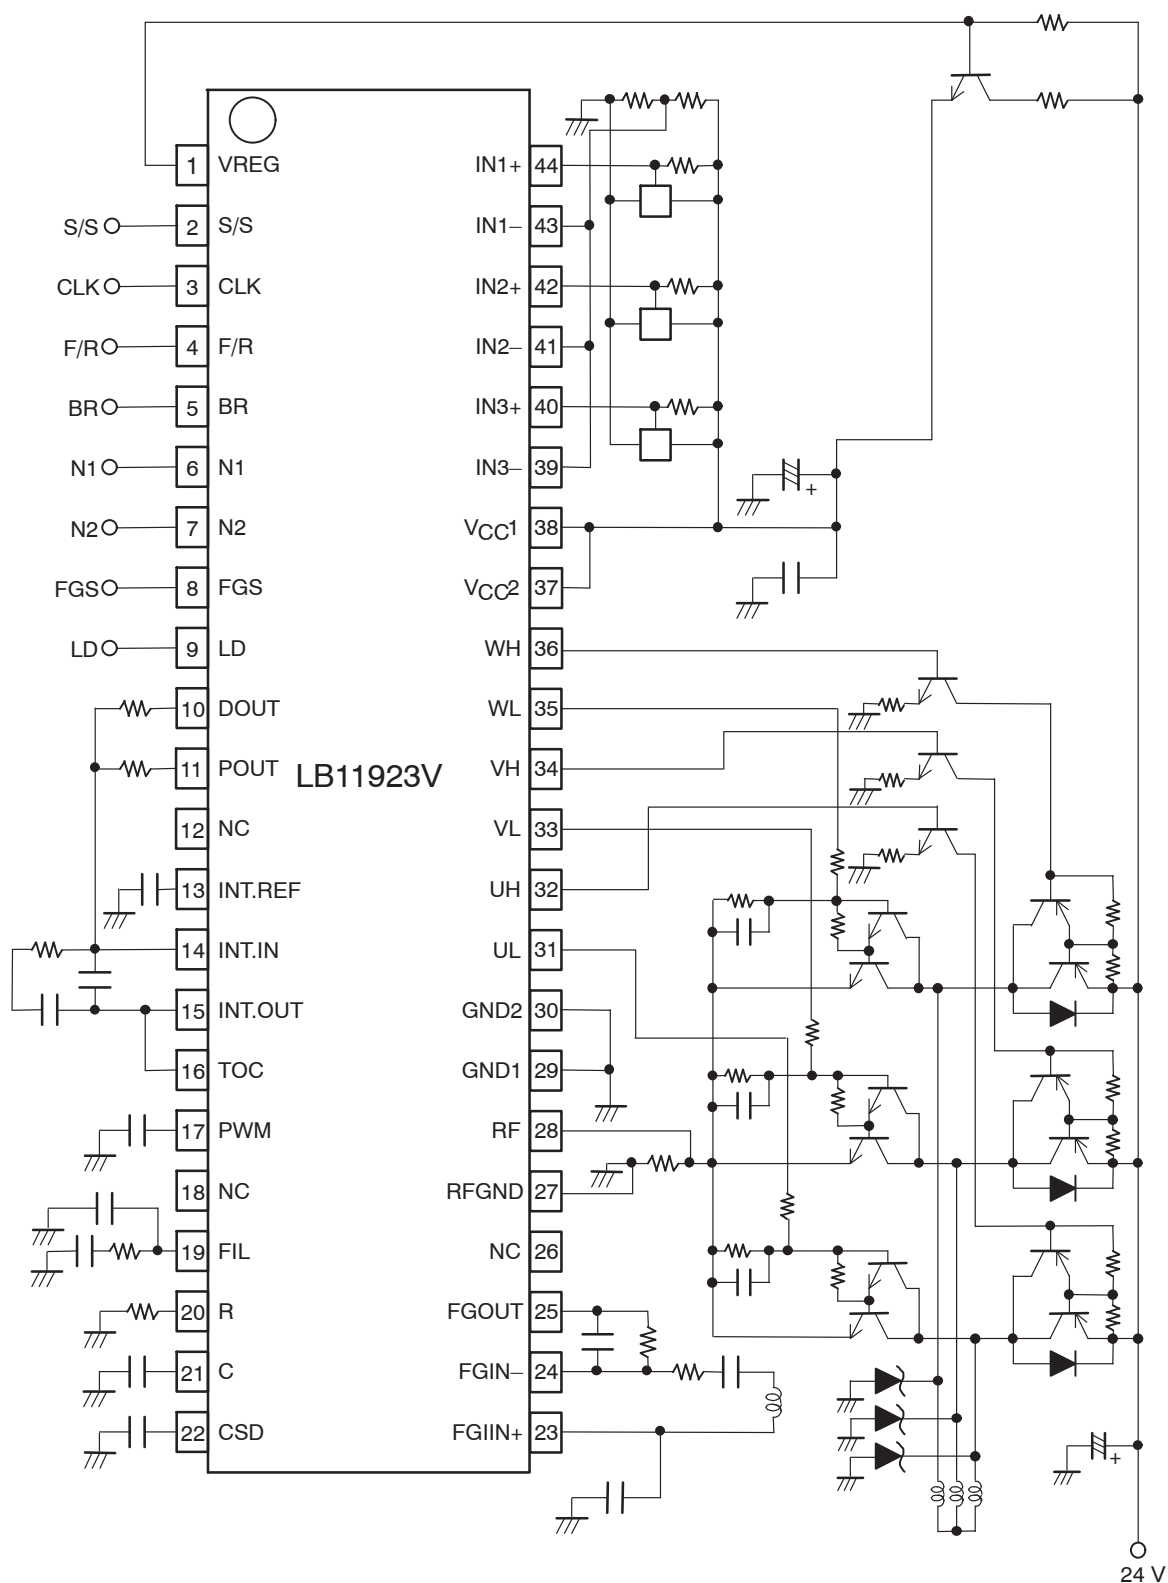 1 VREG
S/S 2 S/S
CLK 3 CLK
F/R 4 F/R
BR 5 BR
N1 6 N1
N2 7 N2
FGS 8 FGS
LD 9 LD
10 DOUT
11 POUT
12 NC
13 INT.REF
14 INT.IN
15 INT.OUT
16 TOC
17 PWM
18 NC
19 FIL
20 R
21 C
22 CSD
LB11923V
IN1+ 44
IN1− 43
IN2+ 42
IN2− 41
IN3+ 40
IN3− 39
VCC1 38
VCC2 37
WH 36
WL 35
VH 34
VL 33
UH 32
UL 31
GND2 30
GND1 29
RF 28
RFGND 27
NC 26
FGOUT 25
FGIN− 24
FGIIN+ 23
+
+
24 V